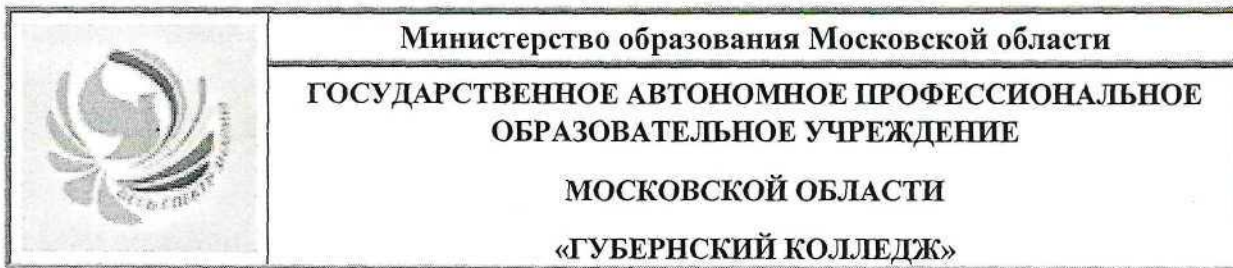 Министерство образования Московской области
ГОСУДАРСТВЕННОЕ АВТОНОМНОЕ ПРОФЕССИОНАЛЬНОЕ
ОБРАЗОВАТЕЛЬНОЕ УЧРЕЖДЕНИЕ
МОСКОВСКОЙ ОБЛАСТИ
«ГУБЕРНСКИЙ КОЛЛЕДЖ»